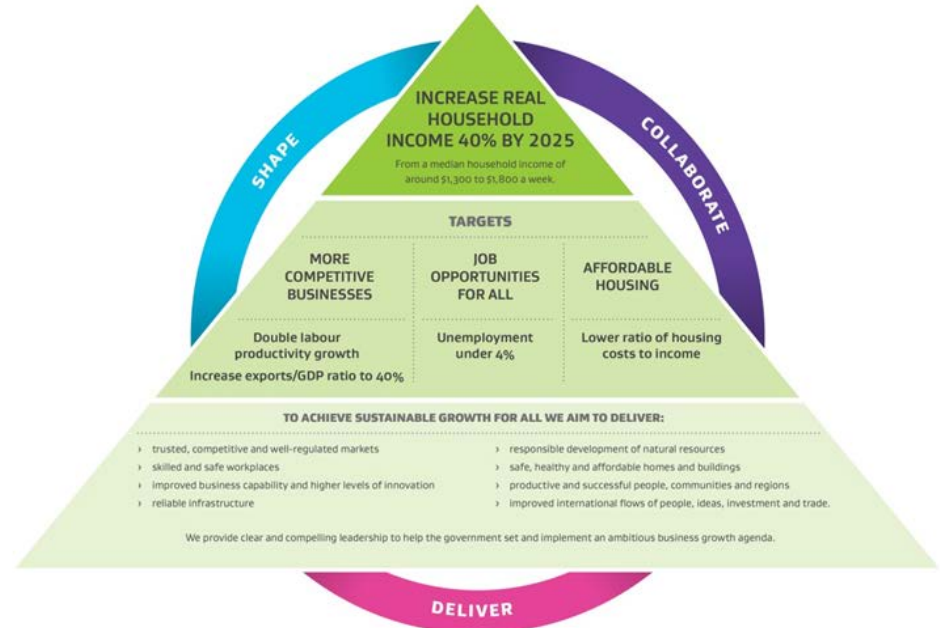 INCREASE REAL
HOUSEHOLD
INCOME 40% BY 2025
From a median household income of
around $1,300 to $1,800 a week.
SHAPE
COLLABORATE
TARGETS
MORE
COMPETITIVE
BUSINESSES
Double labour
productivity growth
Increase exports/GDP ratio to 40%
JOB
OPPORTUNITIES
FOR ALL
Unemployment
under 4%
AFFORDABLE
HOUSING
Lower ratio of housing
costs to income
TO ACHIEVE SUSTAINABLE GROWTH FOR ALL WE AIM TO DELIVER:
› trusted, competitive and well-regulated markets
› skilled and safe workplaces
› improved business capability and higher levels of innovation
› reliable infrastructure
› responsible development of natural resources
› safe, healthy and affordable homes and buildings
› productive and successful people, communities and regions
› improved international flows of people, ideas, investment and trade.
We provide clear and compelling leadership to help the government set and implement an ambitious business growth agenda.
DELIVER